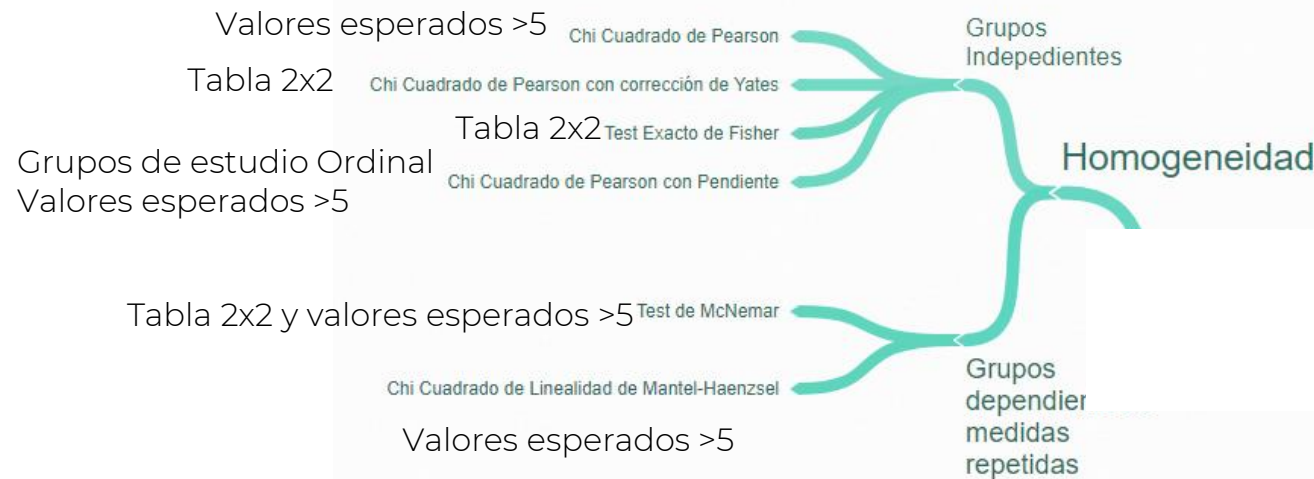 Valores esperados >5
Chi Cuadrado de Pearson
Grupos
Indepedientes
Tabla 2x2
Chi Cuadrado de Pearson con corrección de Yates
Tabla 2x2
Test Exacto de Fisher
Homogeneidad
Grupos de estudio Ordinal
Valores esperados >5
Chi Cuadrado de Pearson con Pendiente
Tabla 2x2 y valores esperados >5
Test de McNemar
Chi Cuadrado de Linealidad de Mantel-Haenzsel
Valores esperados >5
Grupos
medidas
repetidas